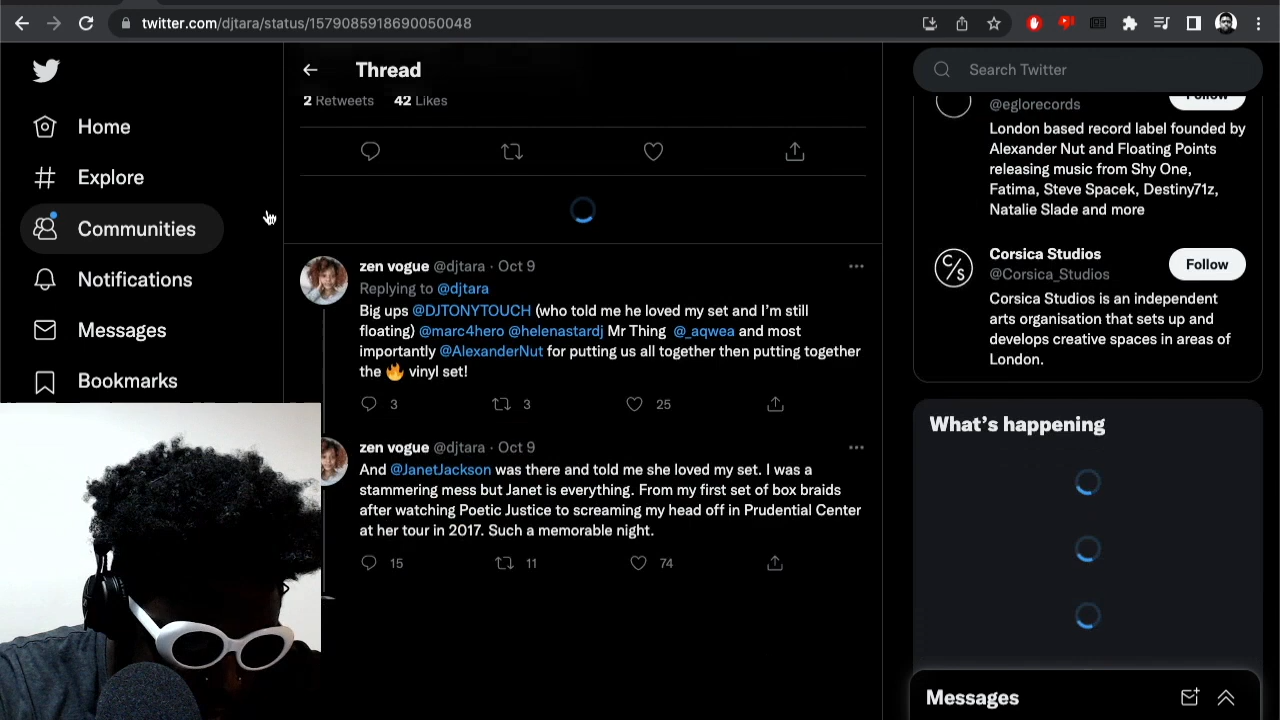 twitter.com/djtara/status/1579085918690050048
Home
Explore
Communities
Notifications
Messages
Bookmarks
Thread
2 Retweets 42 Likes
zen vogue @djtara · Oct 9
Replying to @djtara
Big ups @DJTONYTOUCH (who told me he loved my set and I’m still
floating) @marc4hero @helenastardj Mr Thing @_aqwea and most
importantly @AlexanderNut for putting us all together then putting together
the 🔥 vinyl set!
3 3 25
zen vogue @djtara · Oct 9
And @JanetJackson was there and told me she loved my set. I was a
stammering mess but Janet is everything. From my first set of box braids
after watching Poetic Justice to screaming my head off in Prudential Center
at her tour in 2017. Such a memorable night.
15 11 74
Search Twitter
@eglorecords
Follow
London based record label founded by
Alexander Nut and Floating Points
releasing music from Shy One,
Fatima, Steve Spacek, Destiny71z,
Natalie Slade and more
C/S
Corsica Studios
@Corsica_Studios
Follow
Corsica Studios is an independent
arts organisation that sets up and
develops creative spaces in areas of
London.
What’s happening
Messages